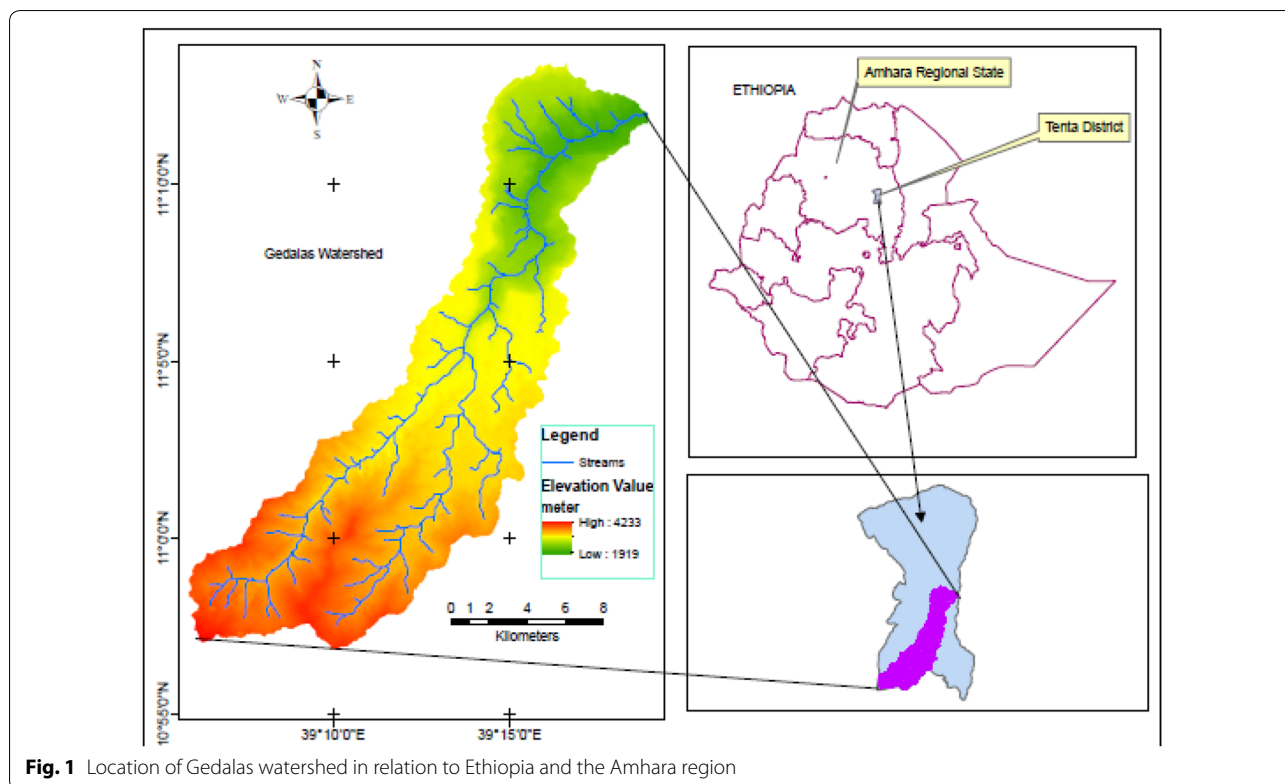 N
W E
S
Gedalas Watershed
11°10'0"N
11°5'0"N
11°0'0"N
10°55'0"N
39°10'0"E
39°15'0"E
Legend
Streams
Elevation Value
meter
High : 4233
Low : 1919
0 1 2 4 6 8
Kilometers
ETHIOPIA
Amhara Regional State
Tenta District
Fig. 1 Location of Gedalas watershed in relation to Ethiopia and the Amhara region